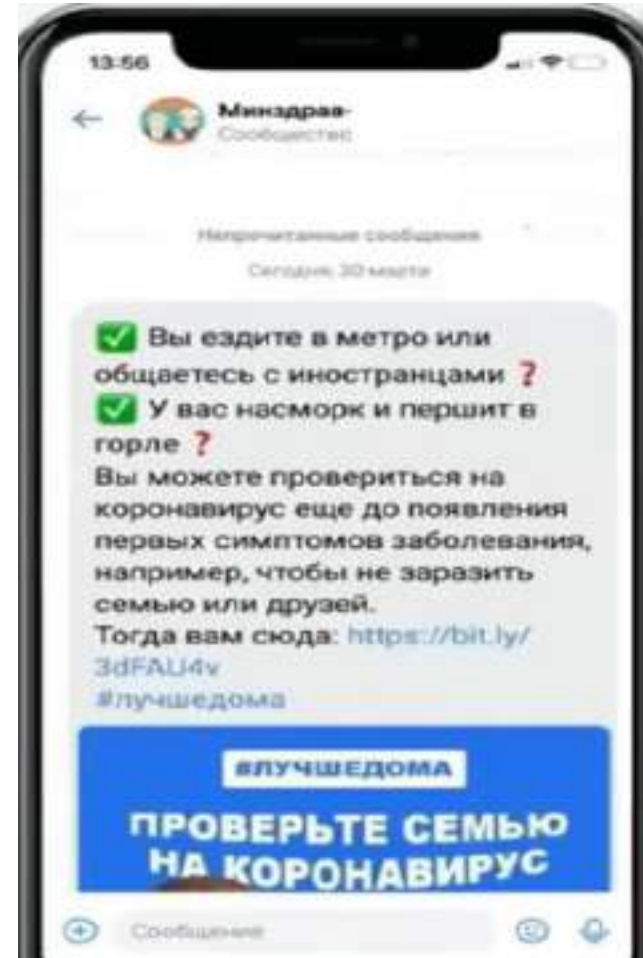 13:56
Минздрав-
Сообщество
Непрочитанные сообщения
Сегодня, 30 марта
✅ Вы ездите в метро или
общаетесь с иностранцами ❓
✅ У вас насморк и першит в
горле ❓
Вы можете провериться на
коронавирус еще до появления
первых симптомов заболевания,
например, чтобы не заразить
семью или друзей.
Тогда вам сюда: https://bit.ly/
3dFAU4v
#лучшедома
#ЛУЧШЕДОМА
ПРОВЕРЬТЕ СЕМЬЮ
НА КОРОНАВИРУС
Сообщение